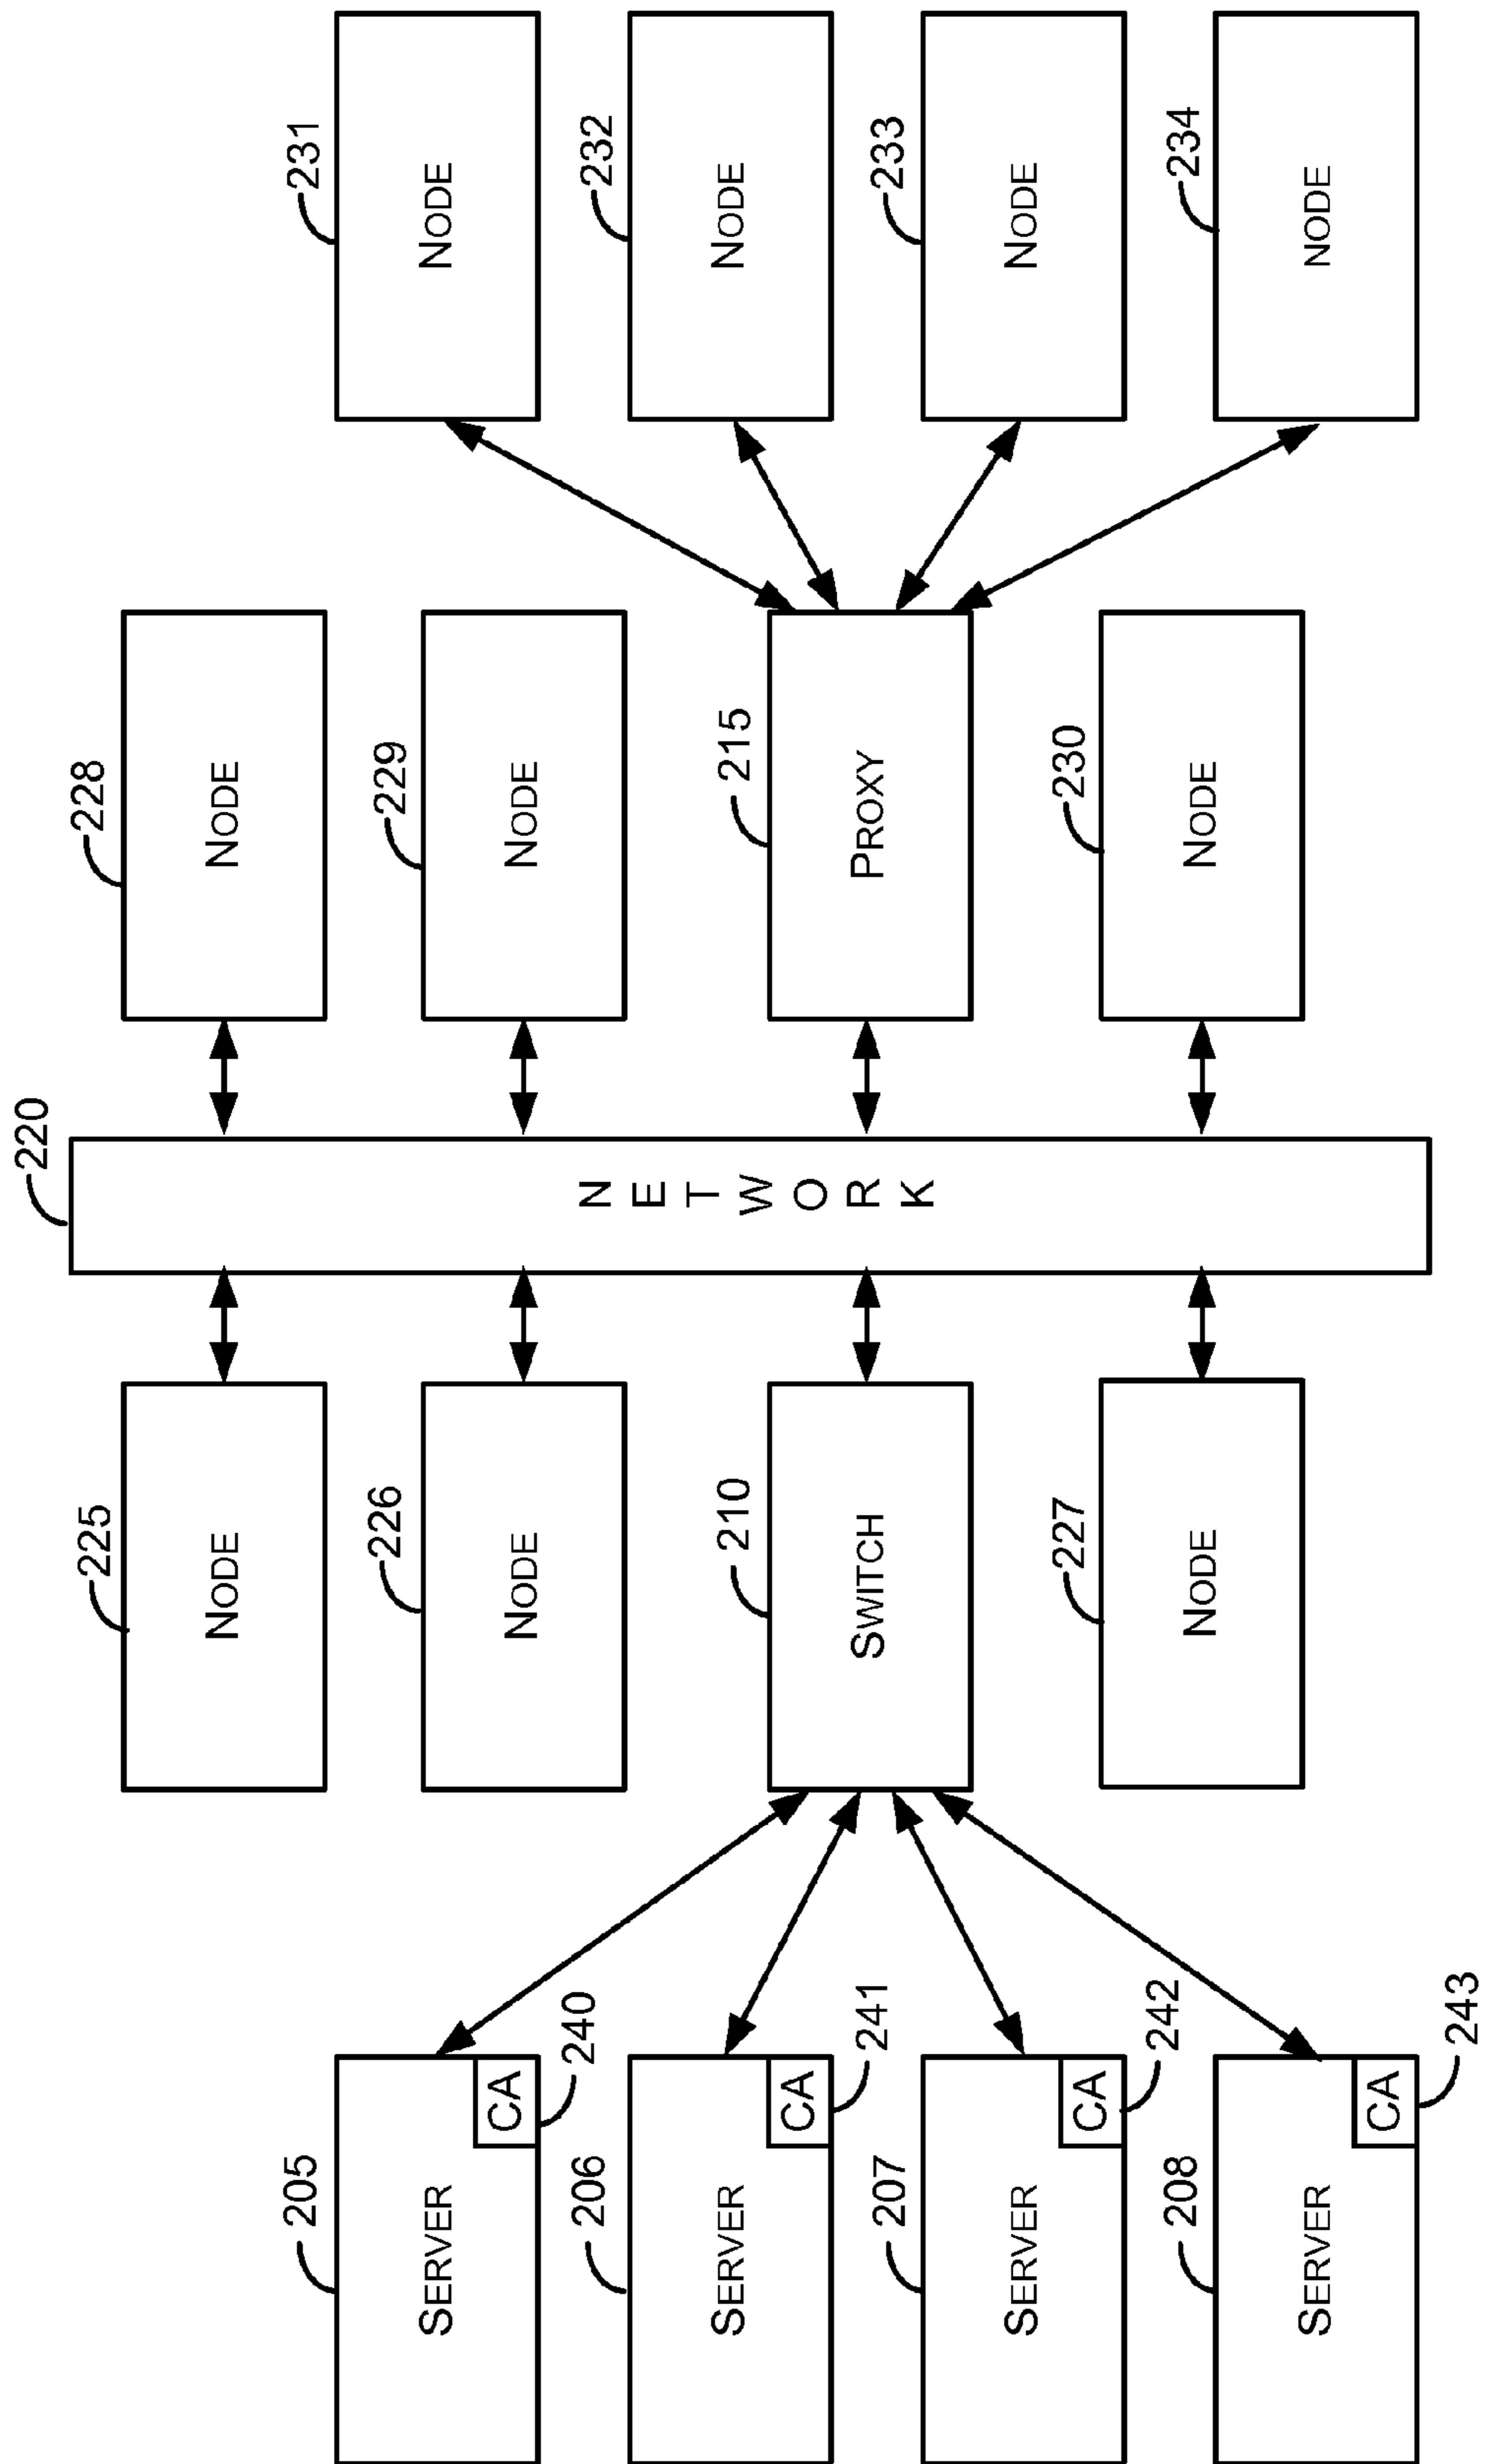 205
SERVER
CA
240
206
SERVER
CA
241
207
SERVER
CA
242
208
SERVER
CA
243
225
NODE
226
NODE
210
SWITCH
227
NODE
220
NETWORK
228
NODE
229
NODE
215
PROXY
230
NODE
231
NODE
232
NODE
233
NODE
234
NODE